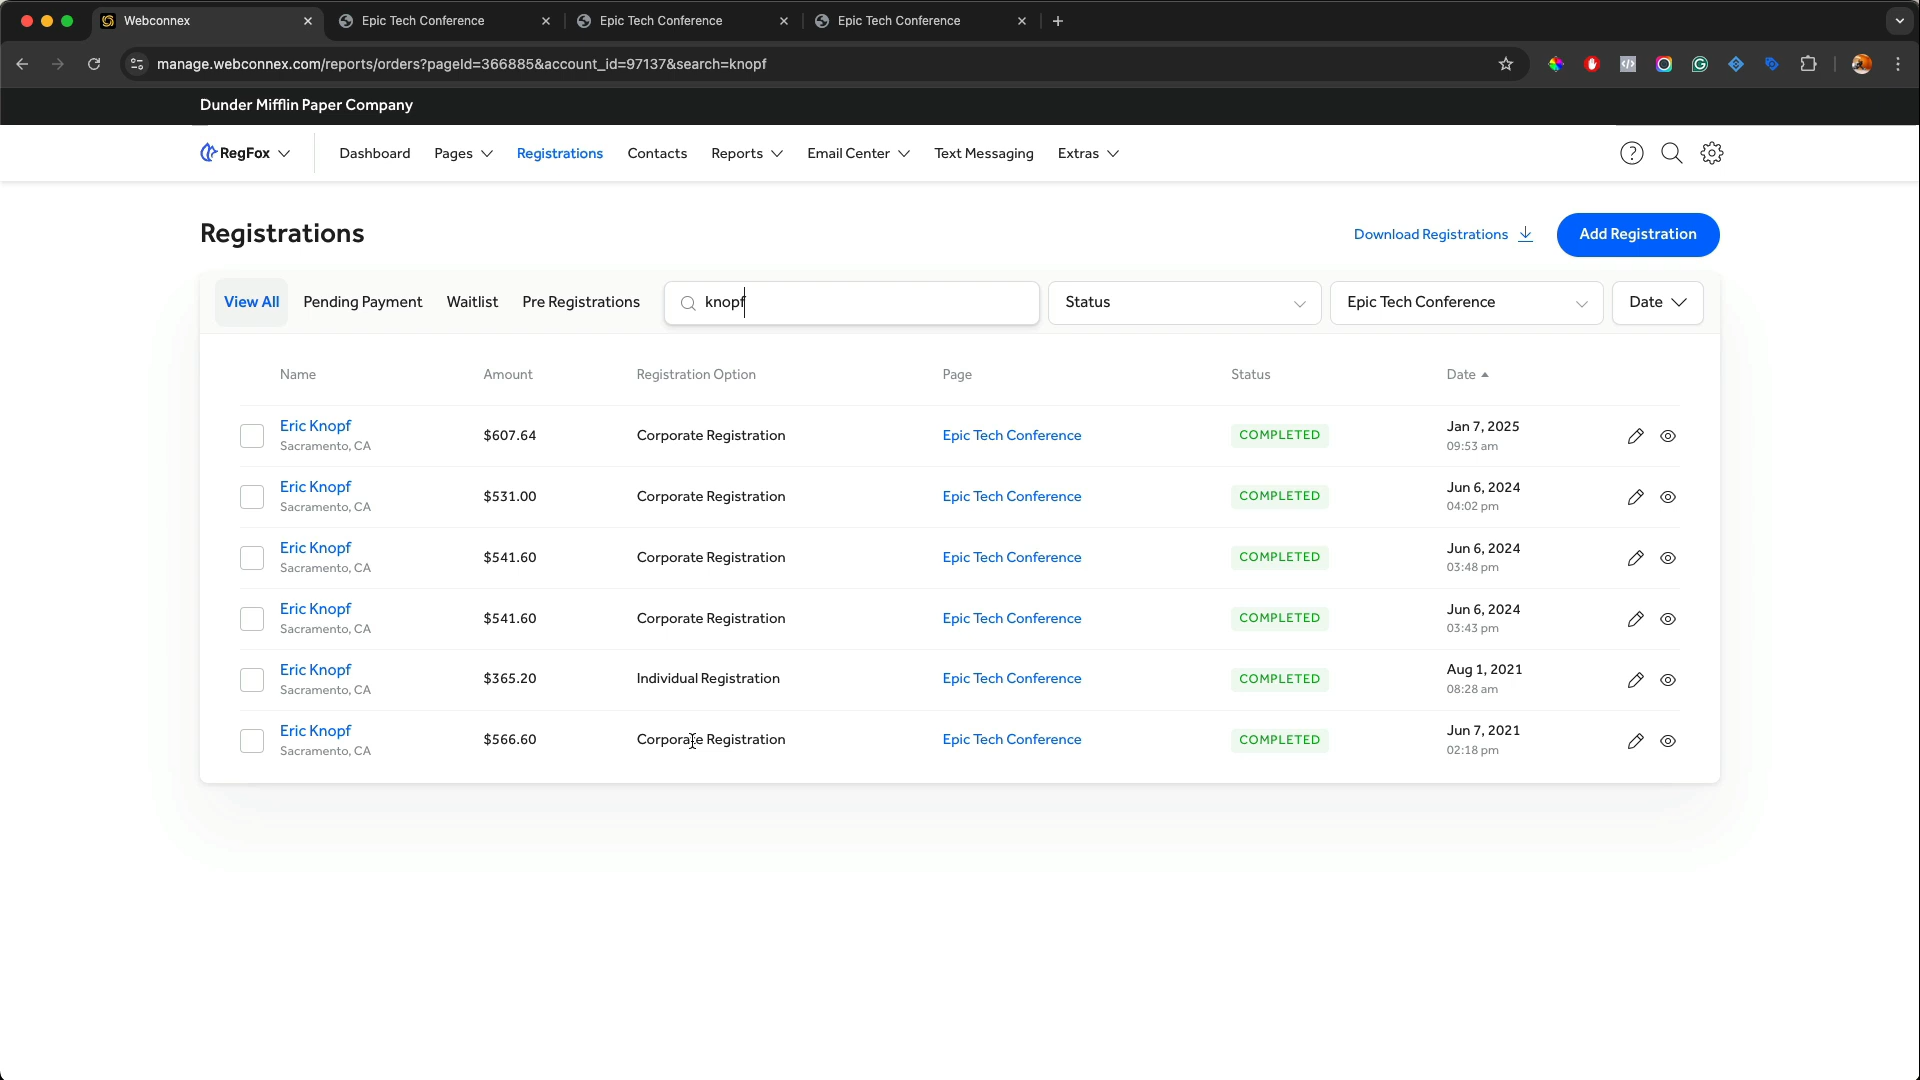 Webconnex
Epic Tech Conference
Epic Tech Conference
Epic Tech Conference
manage.webconnex.com/reports/orders?pageId=366885&account_id=97137&search=knopf
Dunder Mifflin Paper Company
RegFox Dashboard Pages Registrations Contacts Reports Email Center Text Messaging Extras
Registrations
Download Registrations Add Registration
View All Pending Payment Waitlist Pre Registrations knopf Status Epic Tech Conference Date
Name Amount Registration Option Page Status Date
Eric Knopf $607.64 Corporate Registration Epic Tech Conference COMPLETED Jan 7, 2025
Sacramento, CA 09:53 am
Eric Knopf $531.00 Corporate Registration Epic Tech Conference COMPLETED Jun 6, 2024
Sacramento, CA 04:02 pm
Eric Knopf $541.60 Corporate Registration Epic Tech Conference COMPLETED Jun 6, 2024
Sacramento, CA 03:48 pm
Eric Knopf $541.60 Corporate Registration Epic Tech Conference COMPLETED Jun 6, 2024
Sacramento, CA 03:43 pm
Eric Knopf $365.20 Individual Registration Epic Tech Conference COMPLETED Aug 1, 2021
Sacramento, CA 08:28 am
Eric Knopf $566.60 Corporate Registration Epic Tech Conference COMPLETED Jun 7, 2021
Sacramento, CA 02:18 pm